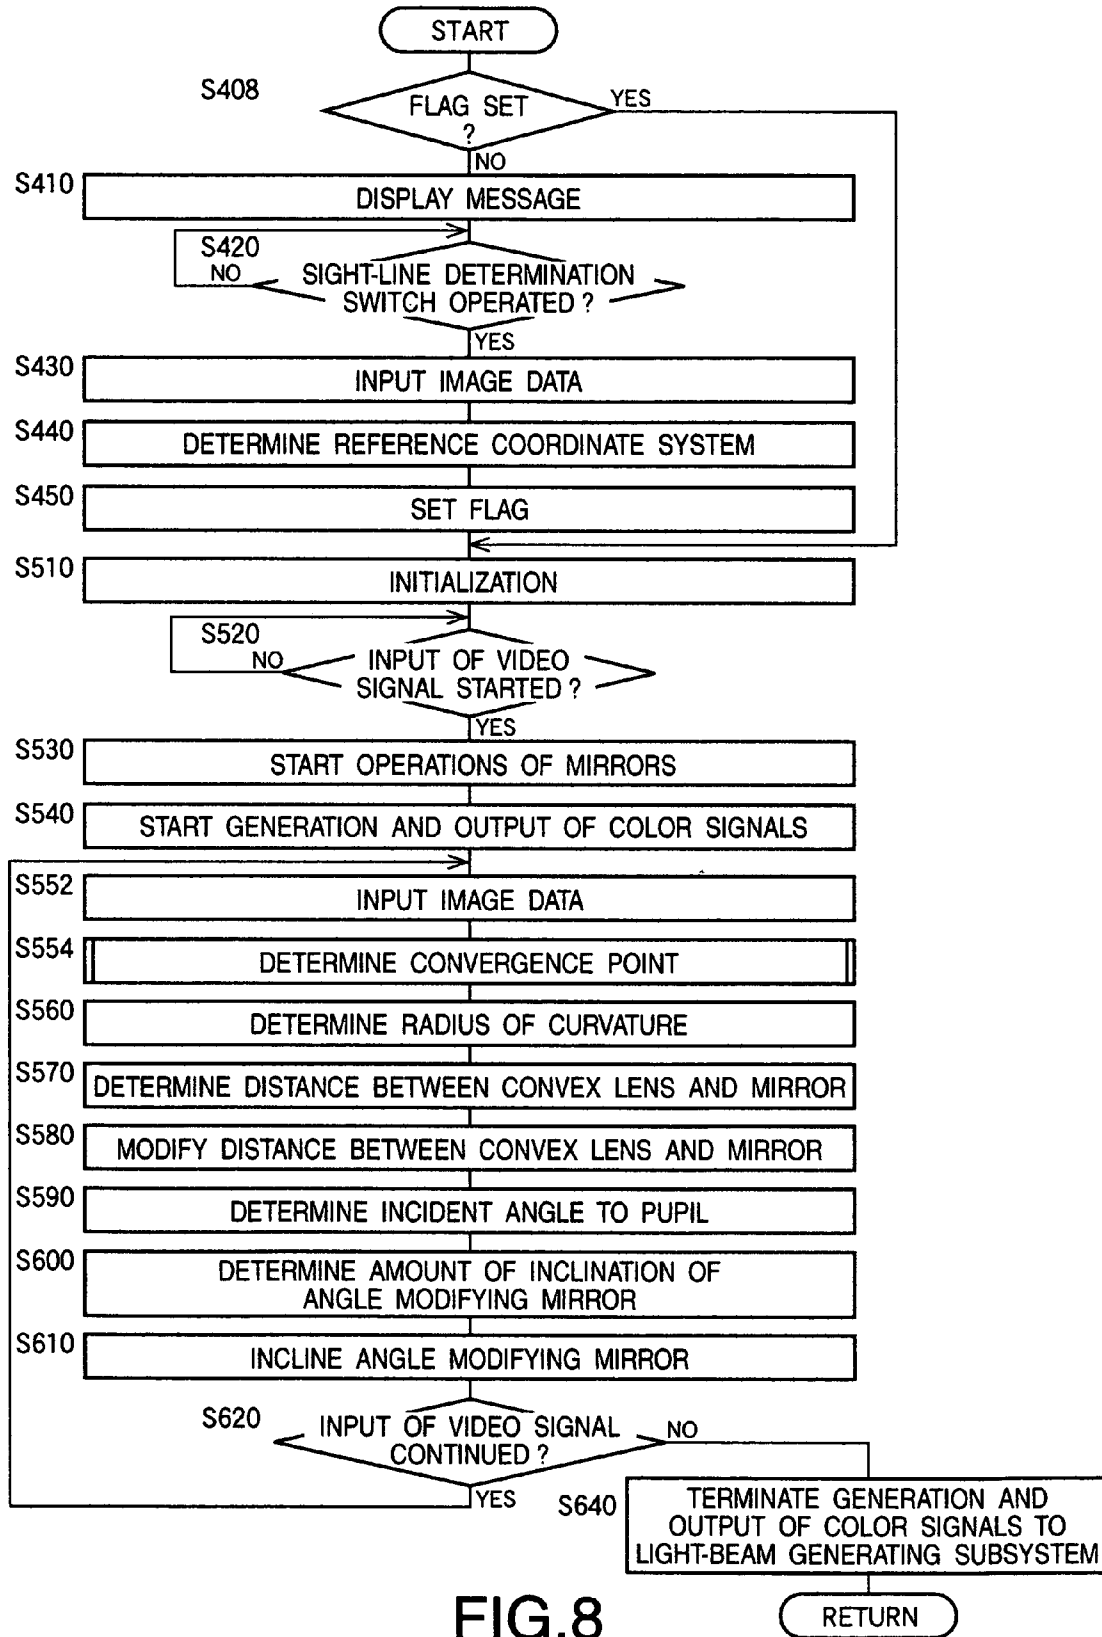 START
S408
FLAG SET
?
YES
NO
S410
DISPLAY MESSAGE
S420
NO
SIGHT-LINE DETERMINATION
SWITCH OPERATED ?
YES
S430
INPUT IMAGE DATA
S440
DETERMINE REFERENCE COORDINATE SYSTEM
S450
SET FLAG
S510
INITIALIZATION
S520
NO
INPUT OF VIDEO
SIGNAL STARTED ?
YES
S530
START OPERATIONS OF MIRRORS
S540
START GENERATION AND OUTPUT OF COLOR SIGNALS
S552
INPUT IMAGE DATA
S554
DETERMINE CONVERGENCE POINT
S560
DETERMINE RADIUS OF CURVATURE
S570
DETERMINE DISTANCE BETWEEN CONVEX LENS AND MIRROR
S580
MODIFY DISTANCE BETWEEN CONVEX LENS AND MIRROR
S590
DETERMINE INCIDENT ANGLE TO PUPIL
S600
DETERMINE AMOUNT OF INCLINATION OF
ANGLE MODIFYING MIRROR
S610
INCLINE ANGLE MODIFYING MIRROR
S620
INPUT OF VIDEO SIGNAL
CONTINUED ?
NO
YES
S640
TERMINATE GENERATION AND
OUTPUT OF COLOR SIGNALS TO
LIGHT-BEAM GENERATING SUBSYSTEM
RETURN
FIG.8